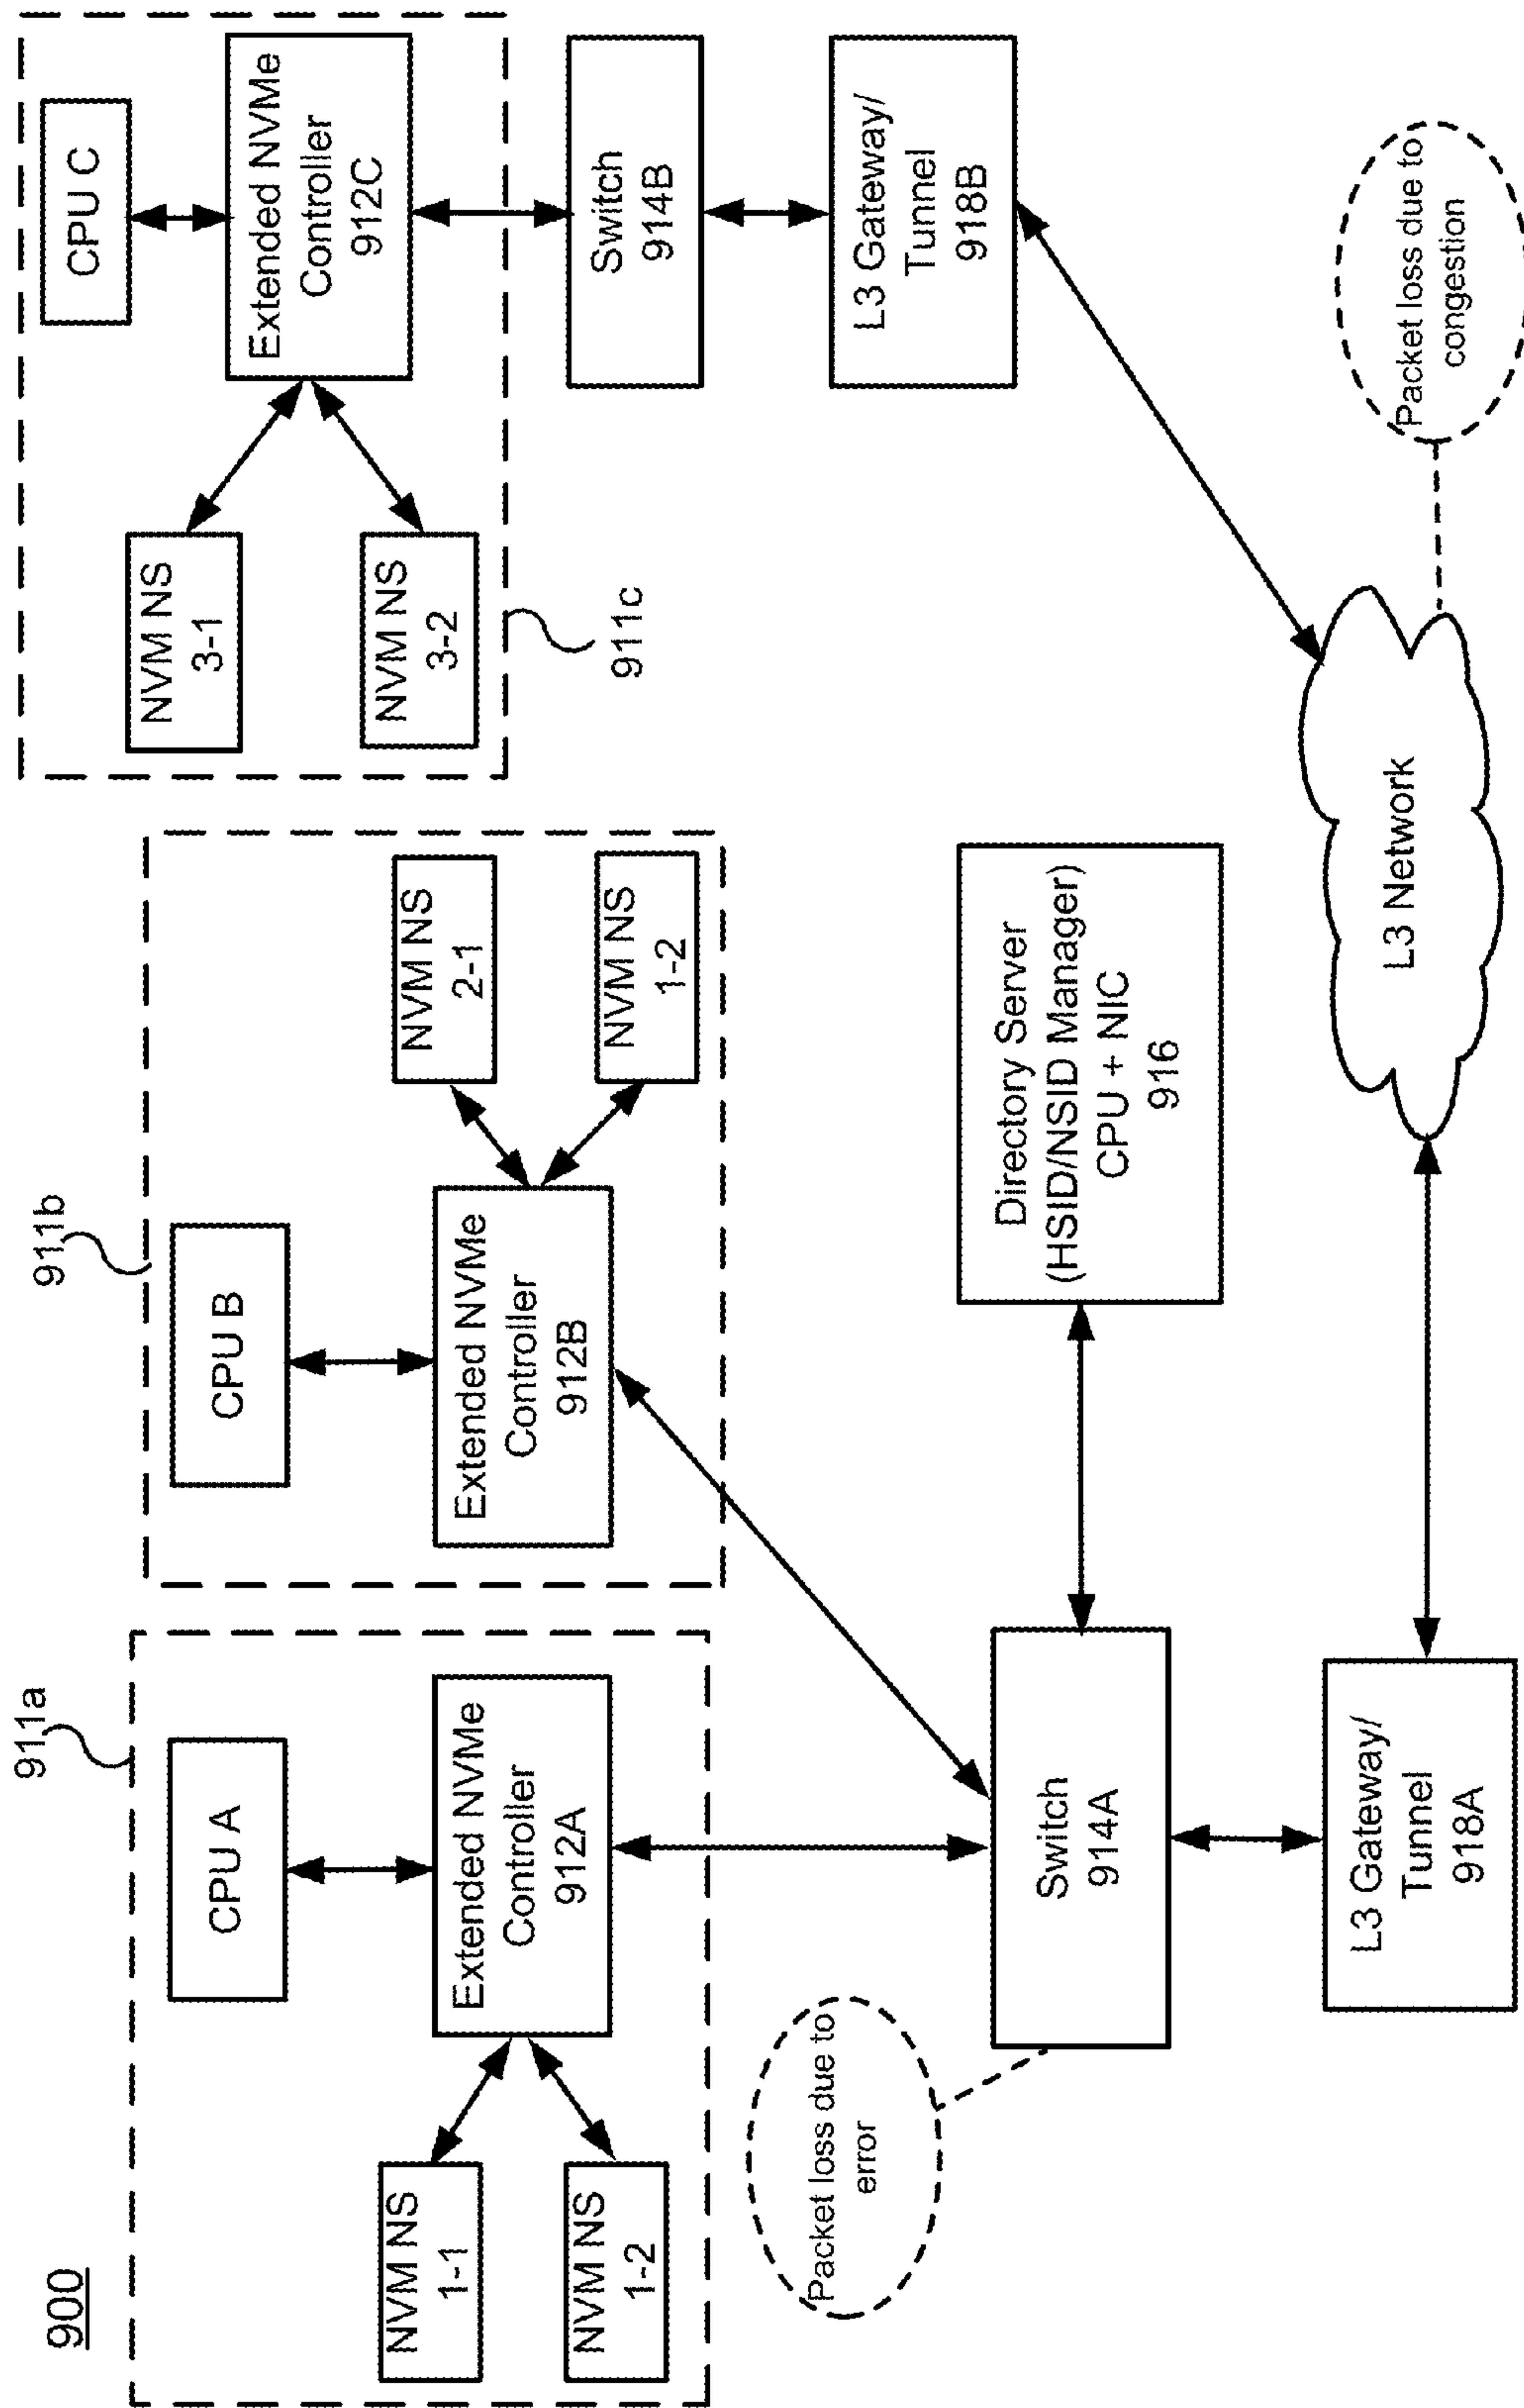 900
911a
CPU A
Extended NVMe
Controller
912A
NVM NS
1-1
NVM NS
1-2
911b
CPU B
Extended NVMe
Controller
912B
NVM NS
2-1
NVM NS
1-2
CPU C
Extended NVMe
Controller
912C
NVM NS
3-1
NVM NS
3-2
911c
Switch
914B
L3 Gateway/
Tunnel
918B
Packet loss due to
error
Switch
914A
Directory Server
(HSID/NSID Manager)
CPU + NIC
916
L3 Gateway/
Tunnel
918A
L3 Network
Packet loss due to
congestion